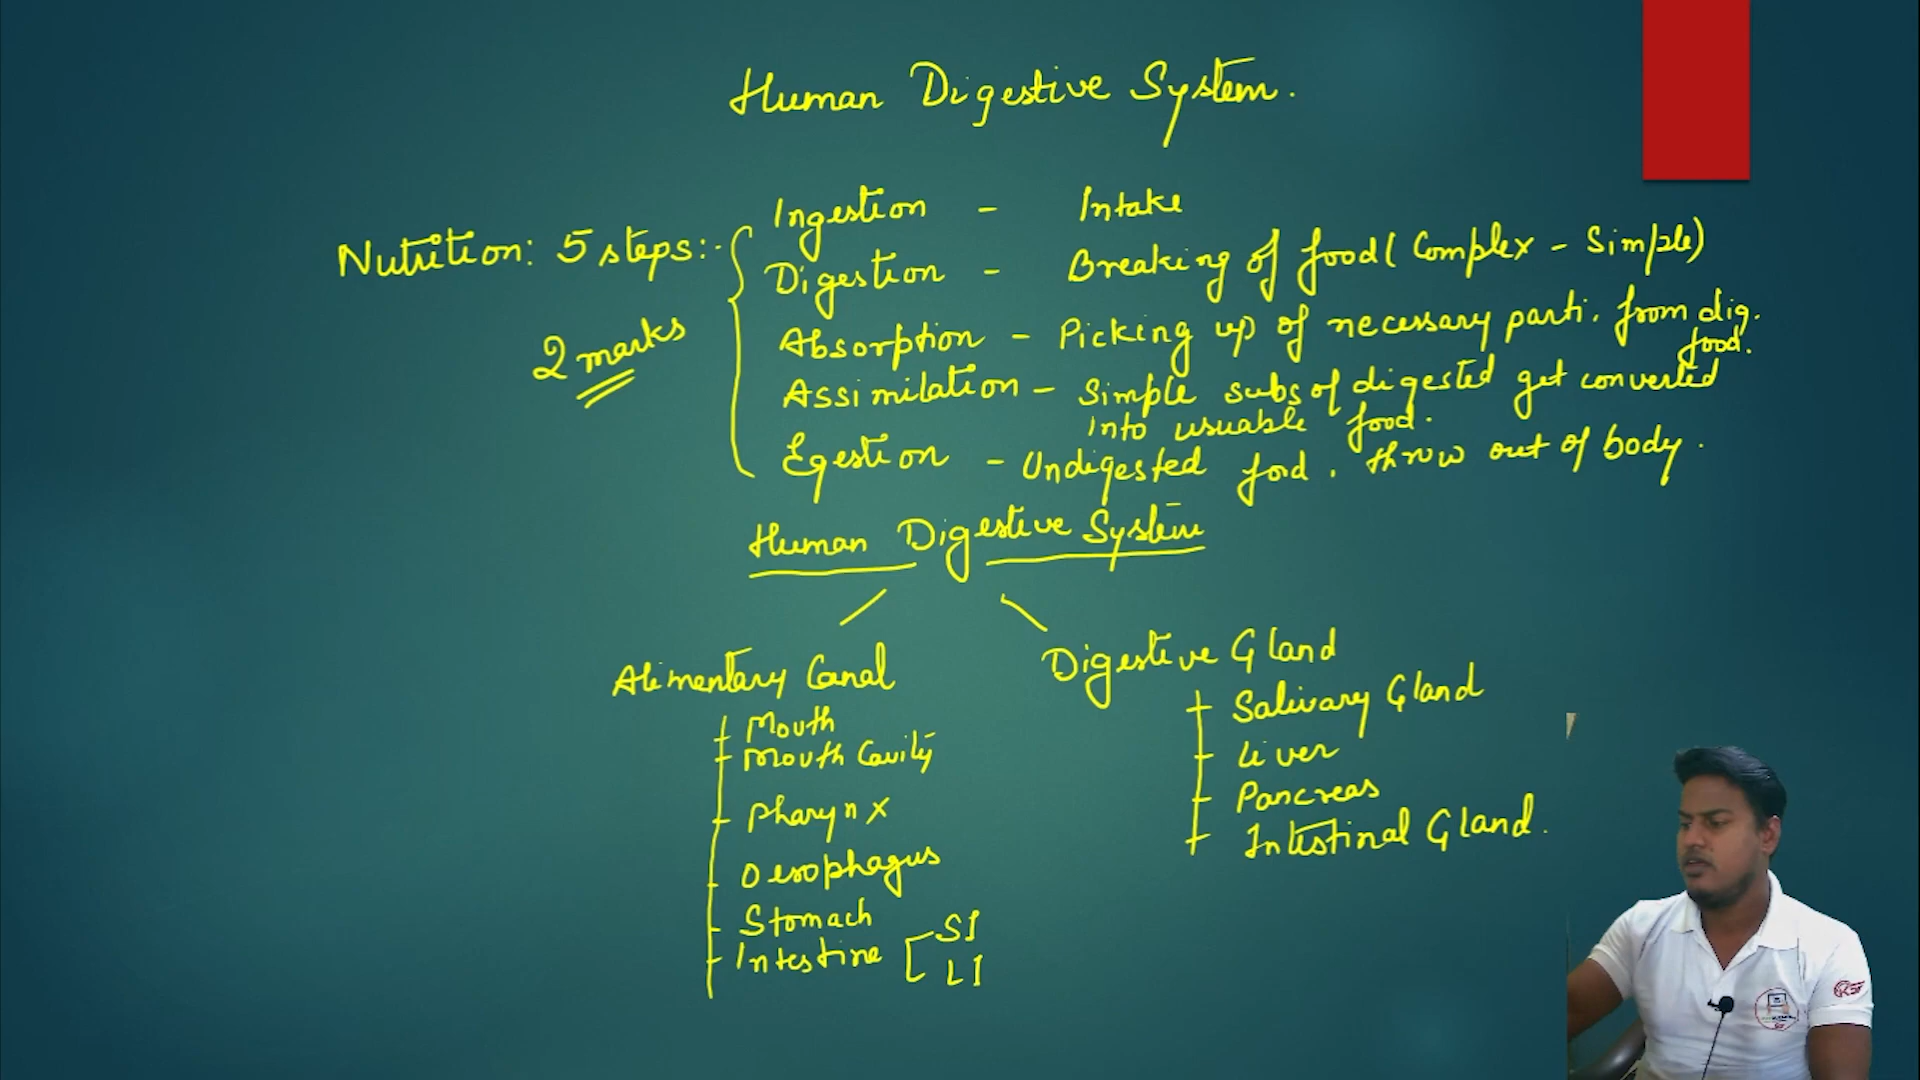 Human Digestive System.
Nutrition: 5 steps:-
2 marks
Ingestion - Intake
Digestion - Breaking of food (Complex - Simple)
Absorption - Picking up of necessary parti. from dig. food.
Assimilation - Simple subs of digested get converted
into usuable food.
Egestion - Undigested food. throw out of body.
Human Digestive System
Alimentary Canal
Mouth
Mouth Cavity
Pharynx
Oesophagus
Stomach
Intestine SI
LI
Digestive Gland
Salivary Gland
Liver
Pancreas
Intestinal Gland.